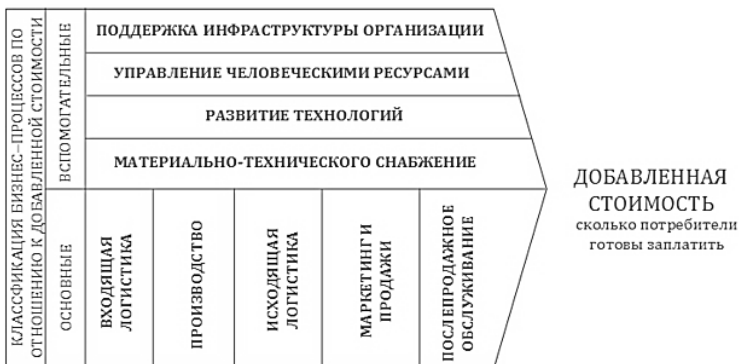 КЛАССФИКАЦИЯ БИЗНЕС–ПРОЦЕССОВ ПО
ОТНОШЕНИЮ К ДОБАВЛЕННОЙ СТОИМОСТИ
ВСПОМОГАТЕЛЬНЫЕ
ПОДДЕРЖКА ИНФРАСТРУКТУРЫ ОРГАНИЗАЦИИ
УПРАВЛЕНИЕ ЧЕЛОВЕЧЕСКИМИ РЕСУРСАМИ
РАЗВИТИЕ ТЕХНОЛОГИЙ
МАТЕРИАЛЬНО-ТЕХНИЧЕСКОГО СНАБЖЕНИЕ
ОСНОВНЫЕ
ВХОДЯЩАЯ
ЛОГИСТИКА
ПРОИЗВОДСТВО
ИСХОДЯЩАЯ
ЛОГИСТИКА
МАРКЕТИНГ И
ПРОДАЖИ
ПОСЛЕПРОДАЖНОЕ
ОБСЛУЖИВАНИЕ
ДОБАВЛЕННАЯ
СТОИМОСТЬ
сколько потребители
готовы заплатить